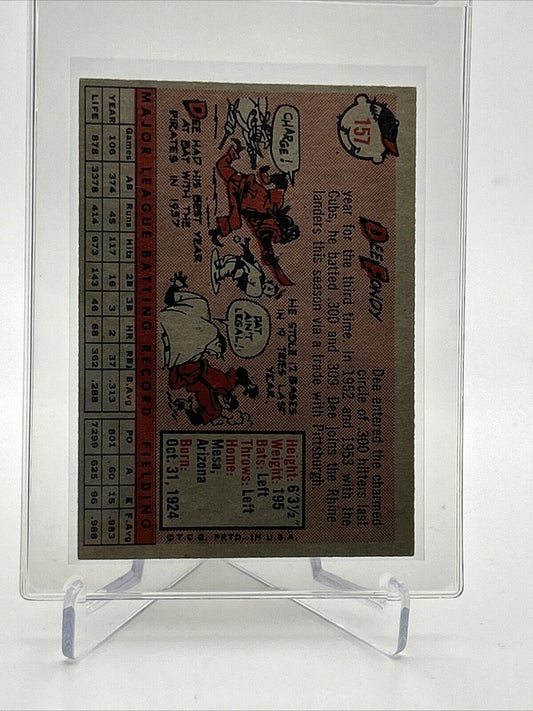 157
DEE FONDY
Dee entered the charmed
circle of .300 hitters last
year for the third time. In 1952 and 1953 with the
Cubs, he batted .300 and .309. Dee joins the Rhine-
landers this season via a trade with Pittsburgh.
CHARGE!
DEE HAD HIS BEST YEAR
AT BAT WITH THE
PIRATES IN 1957
HE STOLE 12 BASES
IN 19 TRIES LAST
YEAR
DAT
AIN'T
LEGAL!
Height: 6'3½
Weight: 195
Bats: Left
Throws: Left
Home:
Mesa,
Arizona
Born:
Oct. 31, 1924
© T.C.G. PRTD. IN U.S.A.
MAJOR LEAGUE BATTING RECORD FIELDING
Games AB Runs Hits 2B 3B HR RBI B.Avg PO A E F.Avg
YEAR 106 374 45 117 16 3 2 37 .313 801 60 15 .983
LIFE 878 3378 414 973 143 46 68 362 .288 7299 625 96 .988